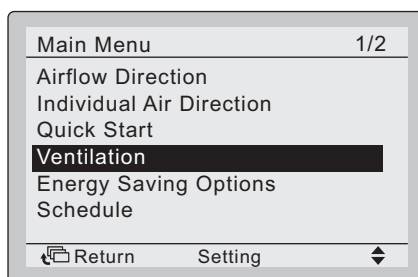 Main Menu 1/2
Airflow Direction
Individual Air Direction
Quick Start
Ventilation
Energy Saving Options
Schedule
Return Setting